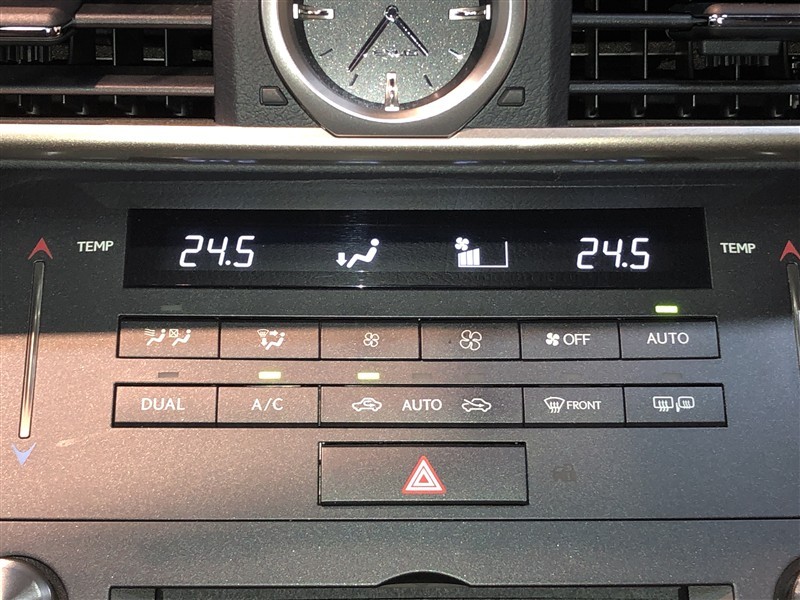 TEMP 24.5 24.5 TEMP
OFF AUTO
DUAL A/C AUTO FRONT